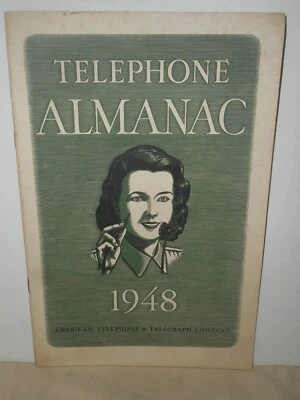 TELEPHONE
ALMANAC
1948
AMERICAN TELEPHONE & TELEGRAPH COMPANY